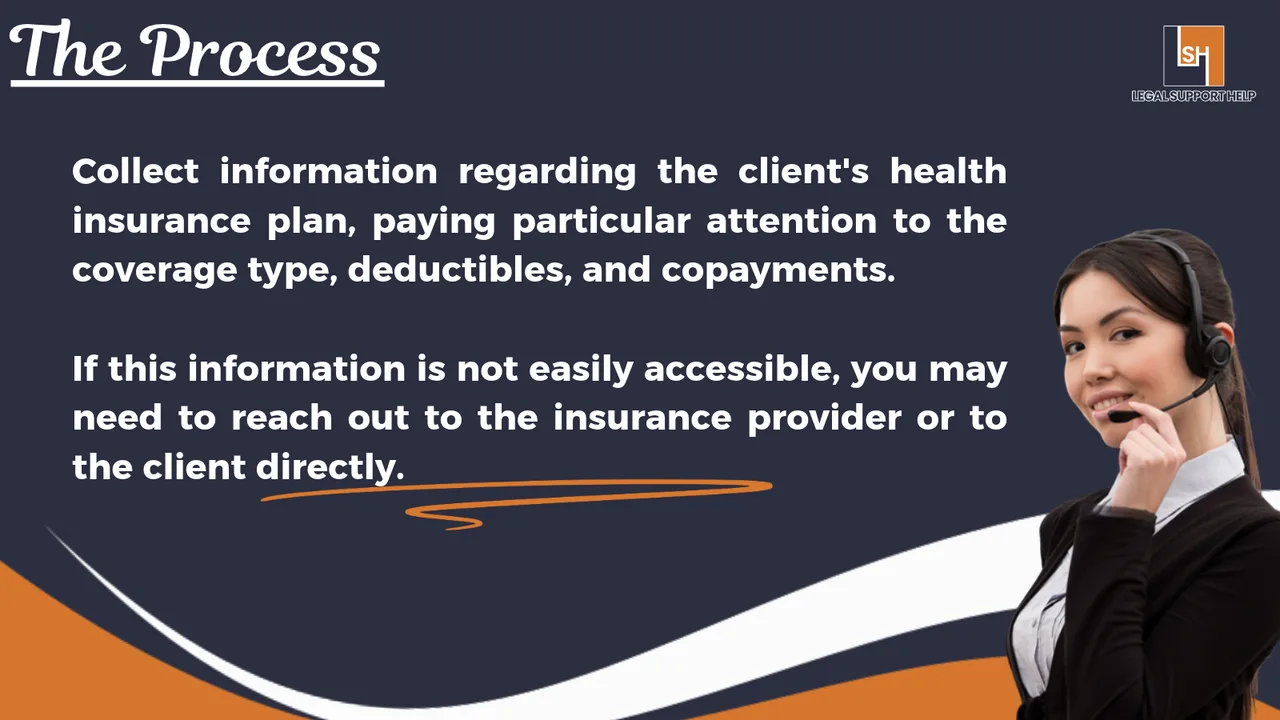 The Process
SH
LEGAL SUPPORT HELP
Collect information regarding the client's health
insurance plan, paying particular attention to the
coverage type, deductibles, and copayments.
If this information is not easily accessible, you may
need to reach out to the insurance provider or to
the client directly.